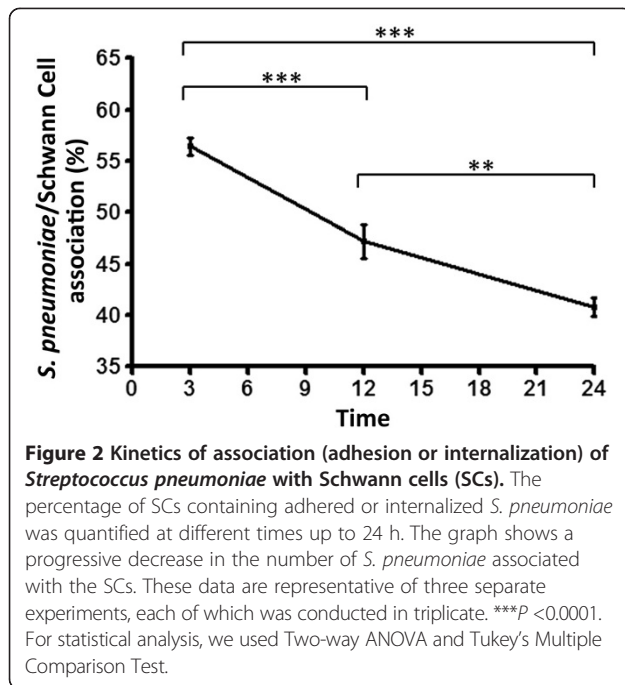 ***
***
**
S. pneumoniae/Schwann Cell
association (%)
65
60
55
50
45
40
35
0 3 6 9 12 15 18 21 24
Time
Figure 2 Kinetics of association (adhesion or internalization) of
Streptococcus pneumoniae with Schwann cells (SCs). The
percentage of SCs containing adhered or internalized S. pneumoniae
was quantified at different times up to 24 h. The graph shows a
progressive decrease in the number of S. pneumoniae associated
with the SCs. These data are representative of three separate
experiments, each of which was conducted in triplicate. ***P <0.0001.
For statistical analysis, we used Two-way ANOVA and Tukey’s Multiple
Comparison Test.